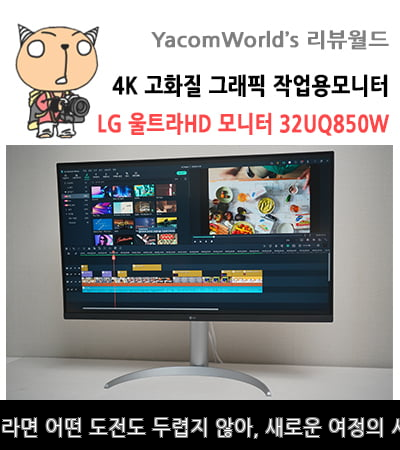 YacomWorld's 리뷰월드
4K 고화질 그래픽 작업용모니터
LG 울트라HD 모니터 32UQ850W
LG
라면 어떤 도전도 두렵지 않아, 새로운 여정의 시